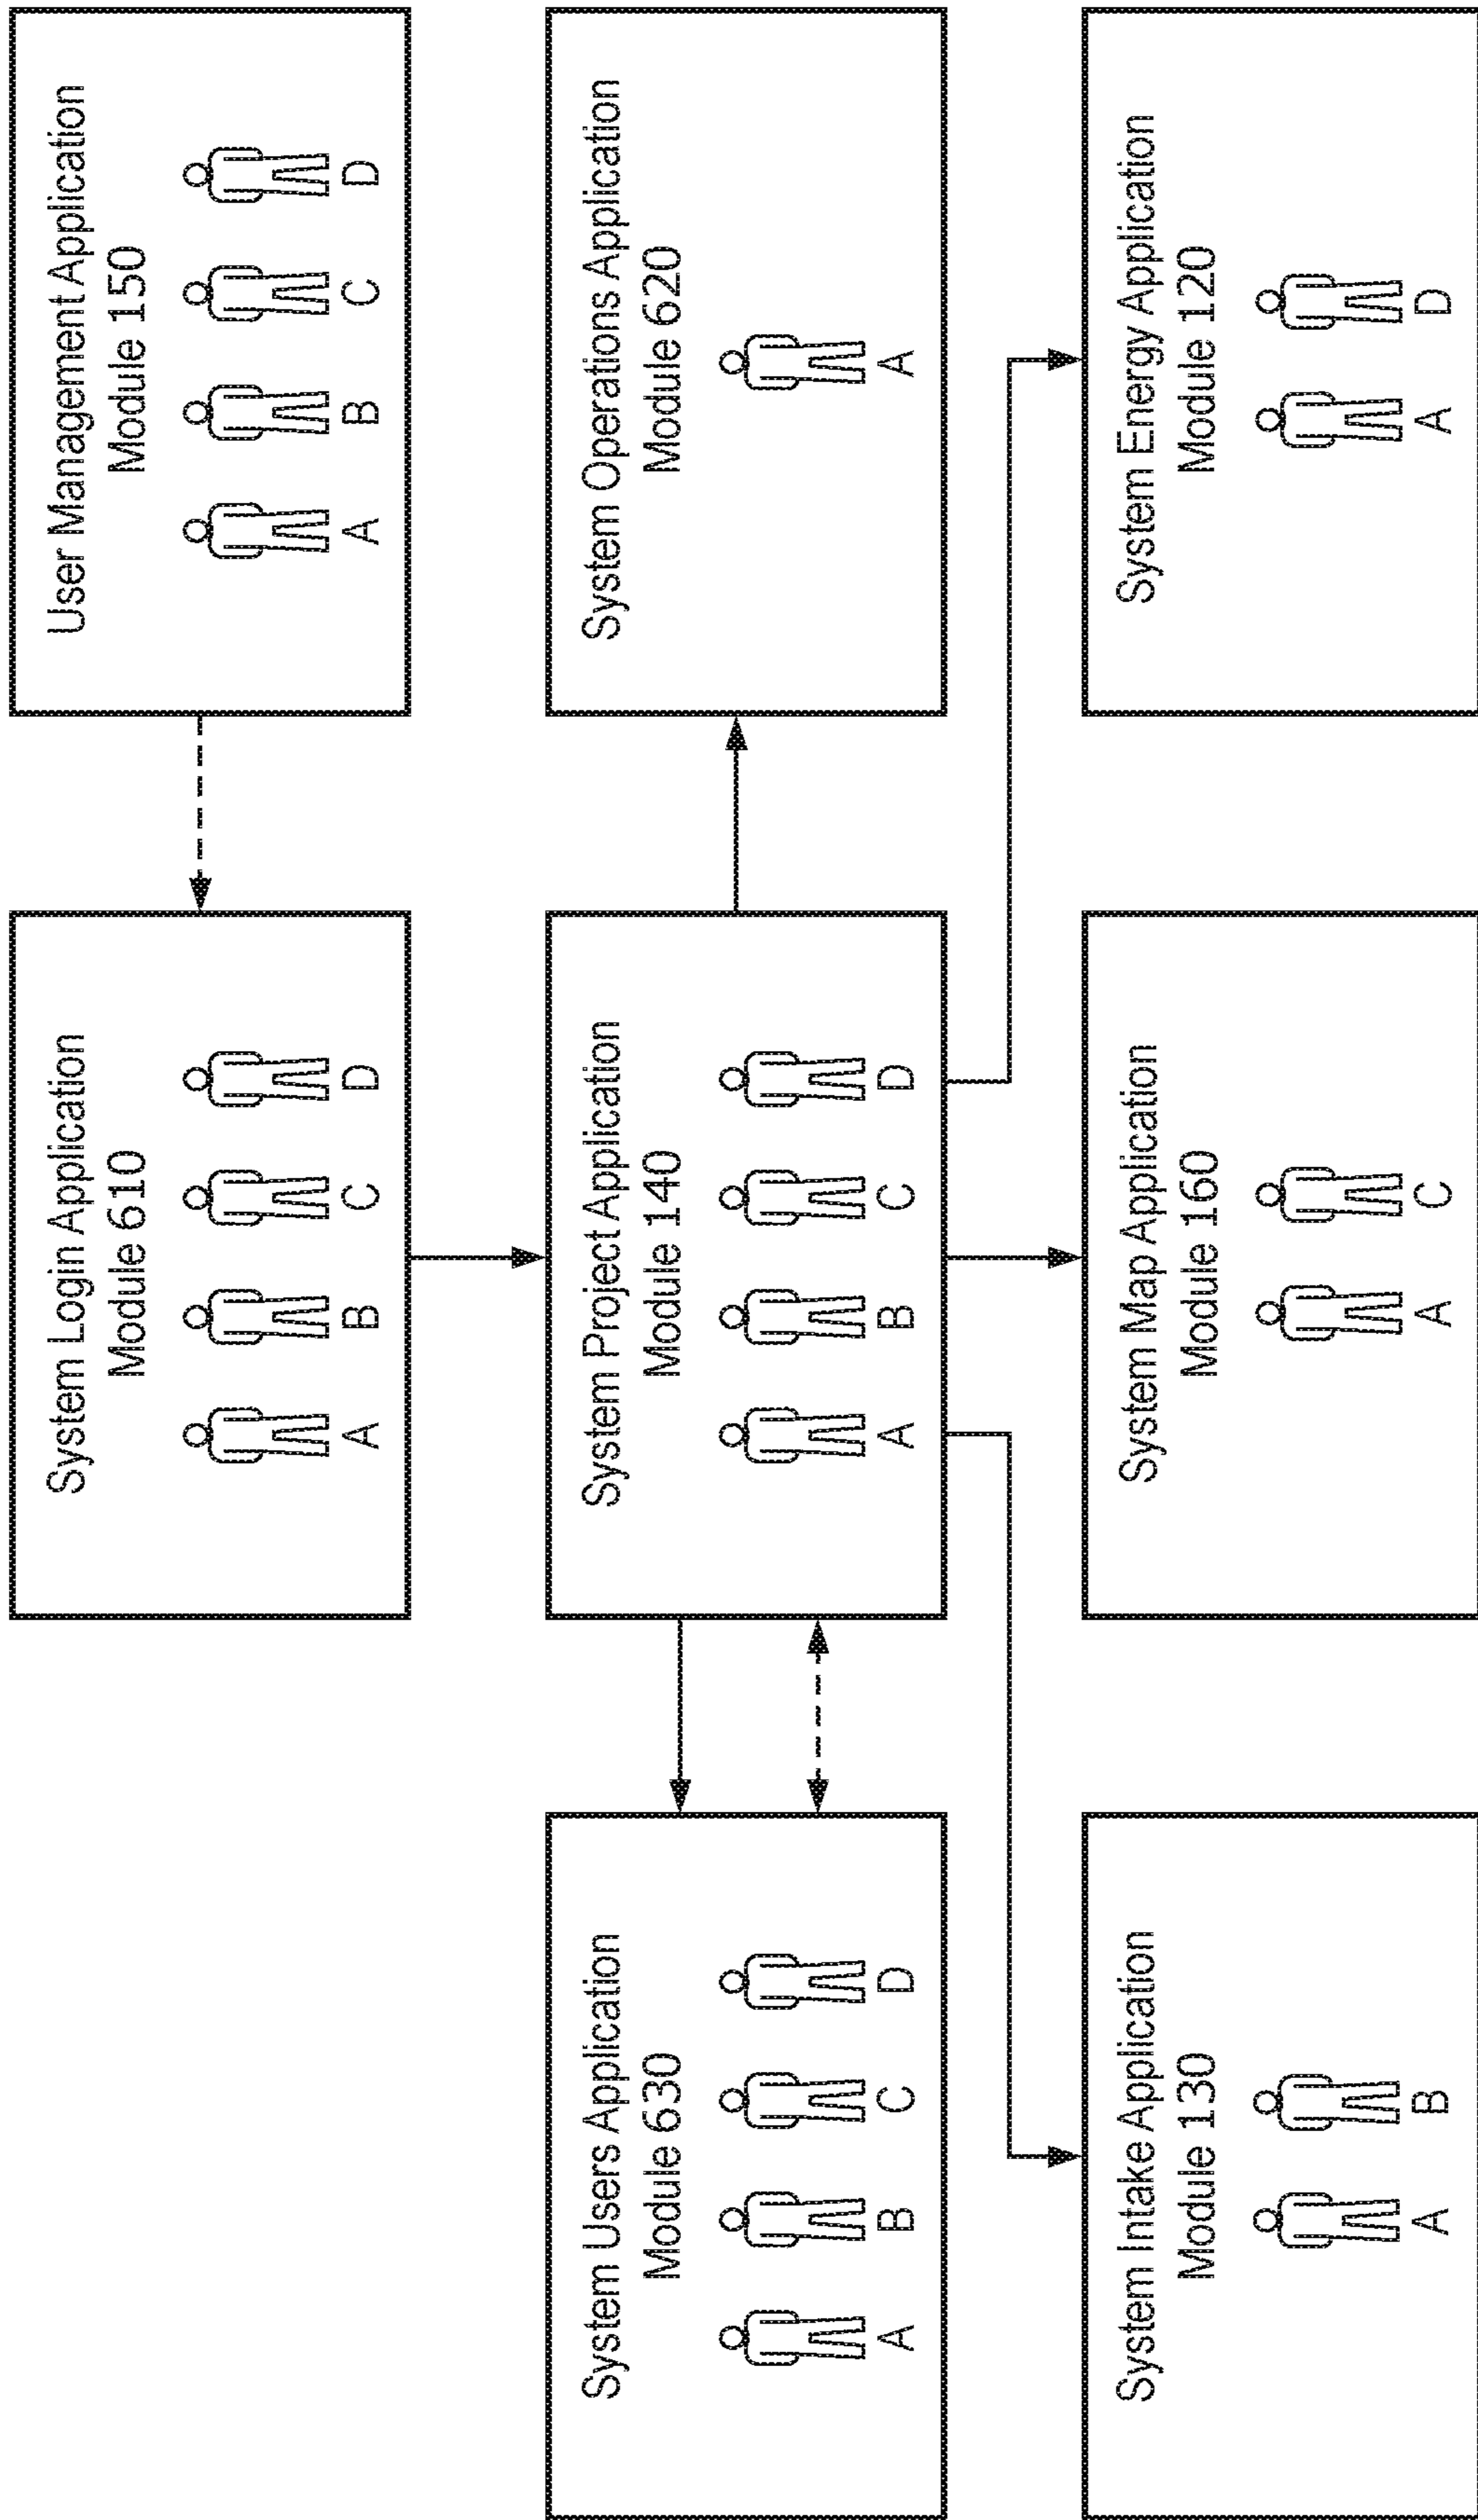 System Login Application
Module 610
A B C D
User Management Application
Module 150
A B C D
System Users Application
Module 630
A B C D
System Project Application
Module 140
A B C D
System Operations Application
Module 620
A
System Intake Application
Module 130
A B
System Map Application
Module 160
A C
System Energy Application
Module 120
A D